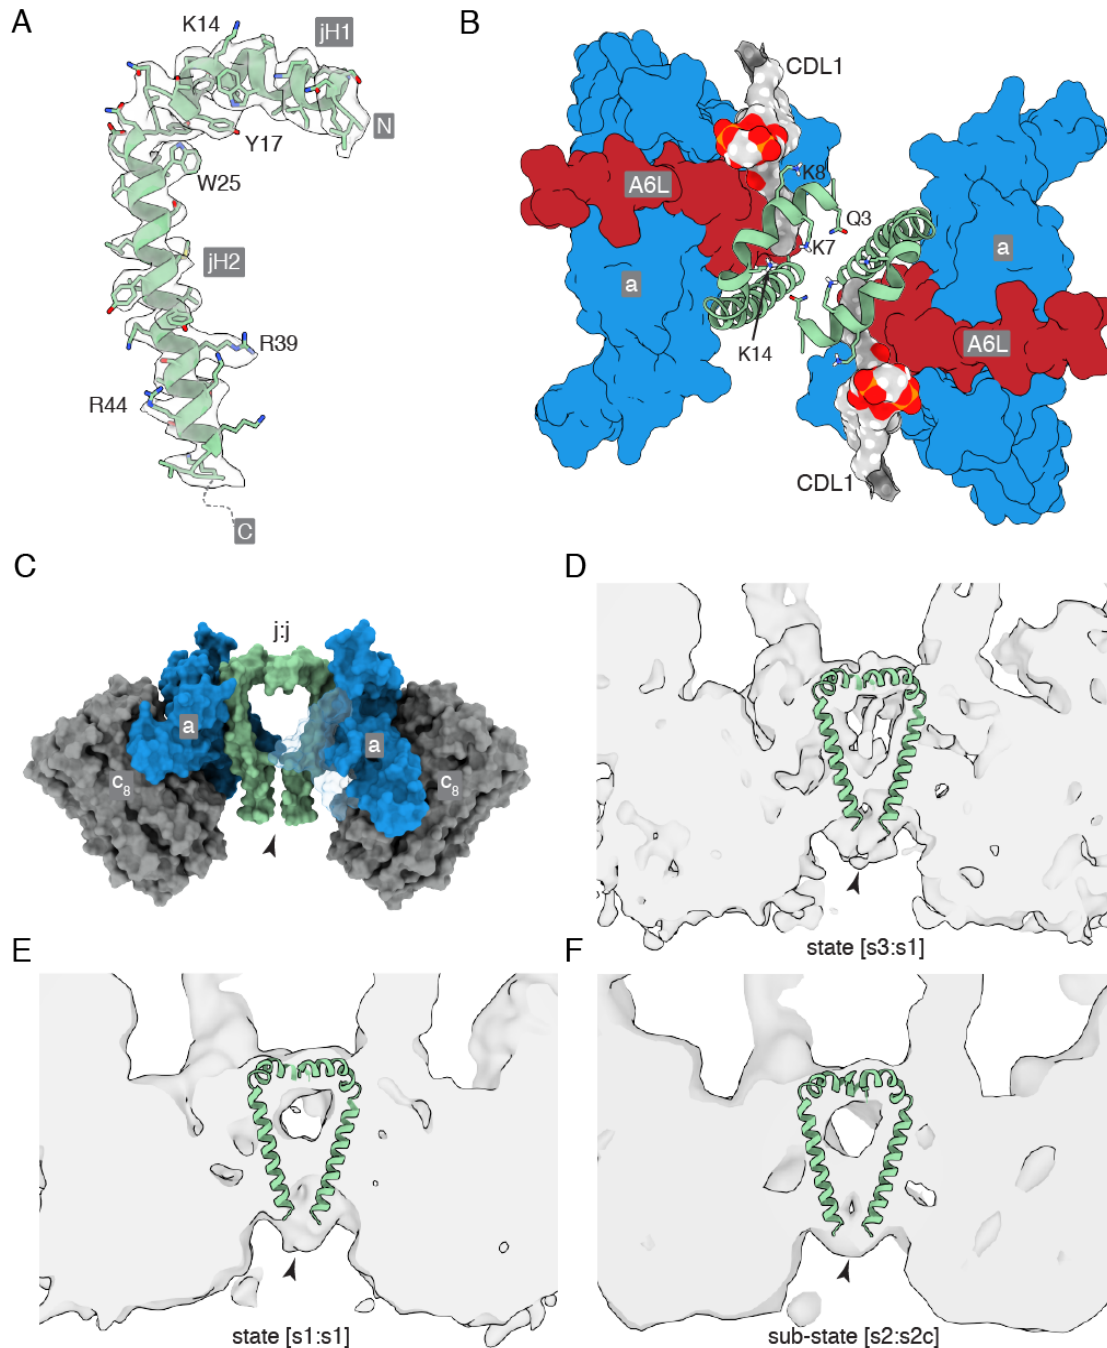 A
K14
jH1
N
Y17
W25
jH2
R39
R44
C
B
CDL1
A6L
K8
Q3
K7
a
a
K14
A6L
CDL1
C
j:j
a
a
c8
c8
D
state [s3:s1]
E
state [s1:s1]
F
sub-state [s2:s2c]